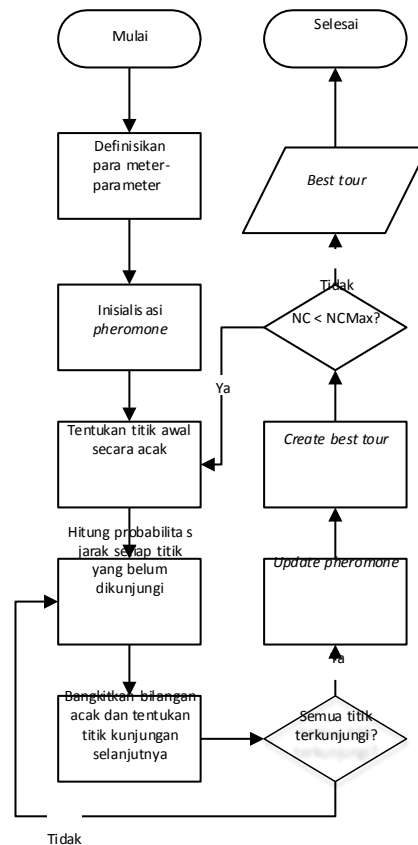 Mulai
Definisikan
para meter-
parameter
Inisialis asi
pheromone
Tentukan titik awal
secara acak
Hitung probabilita s
jarak setiap titik
yang belum
dikunjungi
Bangkitkan bilangan
acak dan tentukan
titik kunjungan
selanjutnya
Semua titik
terkunjungi?
Tidak
Ya
Update pheromone
Create best tour
NC < NCMax?
Ya
Tidak
Best tour
Selesai